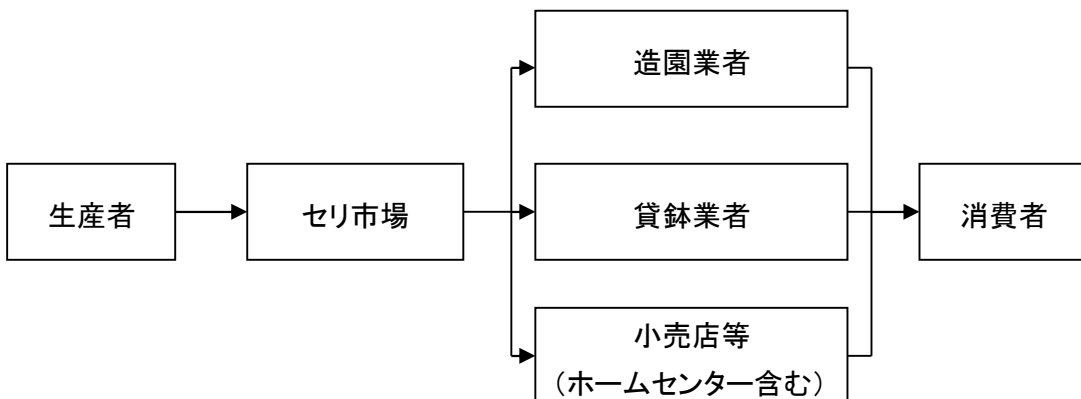 造園業者
生産者
セリ市場
貸鉢業者
消費者
小売店等
（ホームセンター含む）